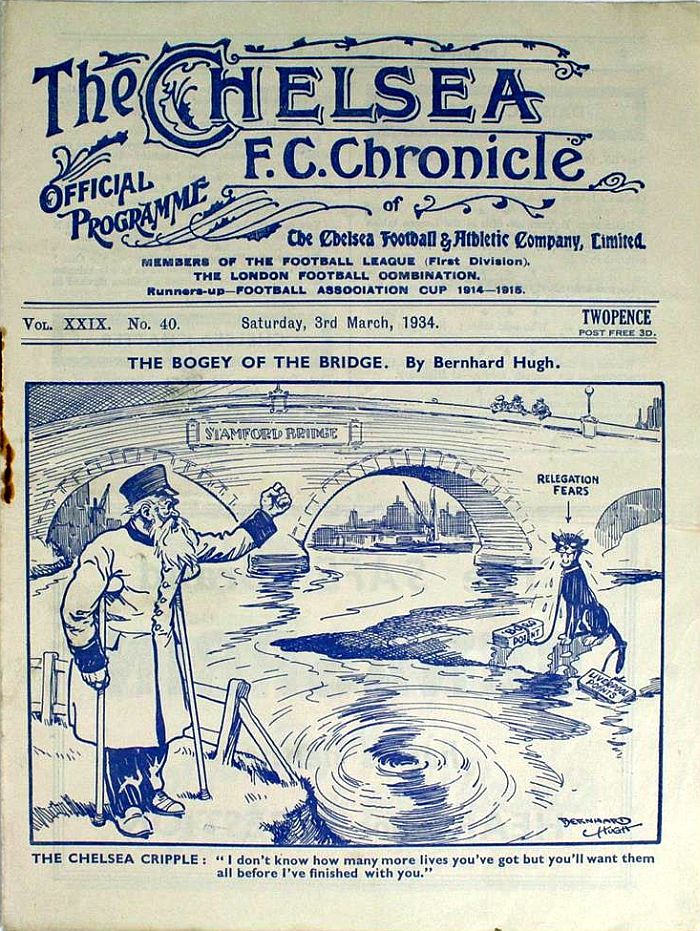 The CHELSEA
F.C. Chronicle
OFFICIAL
PROGRAMME
of
The Chelsea Football & Athletic Company, Limited.
MEMBERS OF THE FOOTBALL LEAGUE (First Division).
THE LONDON FOOTBALL COMBINATION.
Runners-up—FOOTBALL ASSOCIATION CUP 1914—1915.
VOL. XXIX. No. 40. Saturday, 3rd March, 1934. TWOPENCE
POST FREE 3D.
THE BOGEY OF THE BRIDGE. By Bernhard Hugh.
STAMFORD BRIDGE
RELEGATION
FEARS
POINT
LIVERPOOL
POINTS
BERNHARD
HUGH
THE CHELSEA CRIPPLE: "I don't know how many more lives you've got but you'll want them
all before I've finished with you."